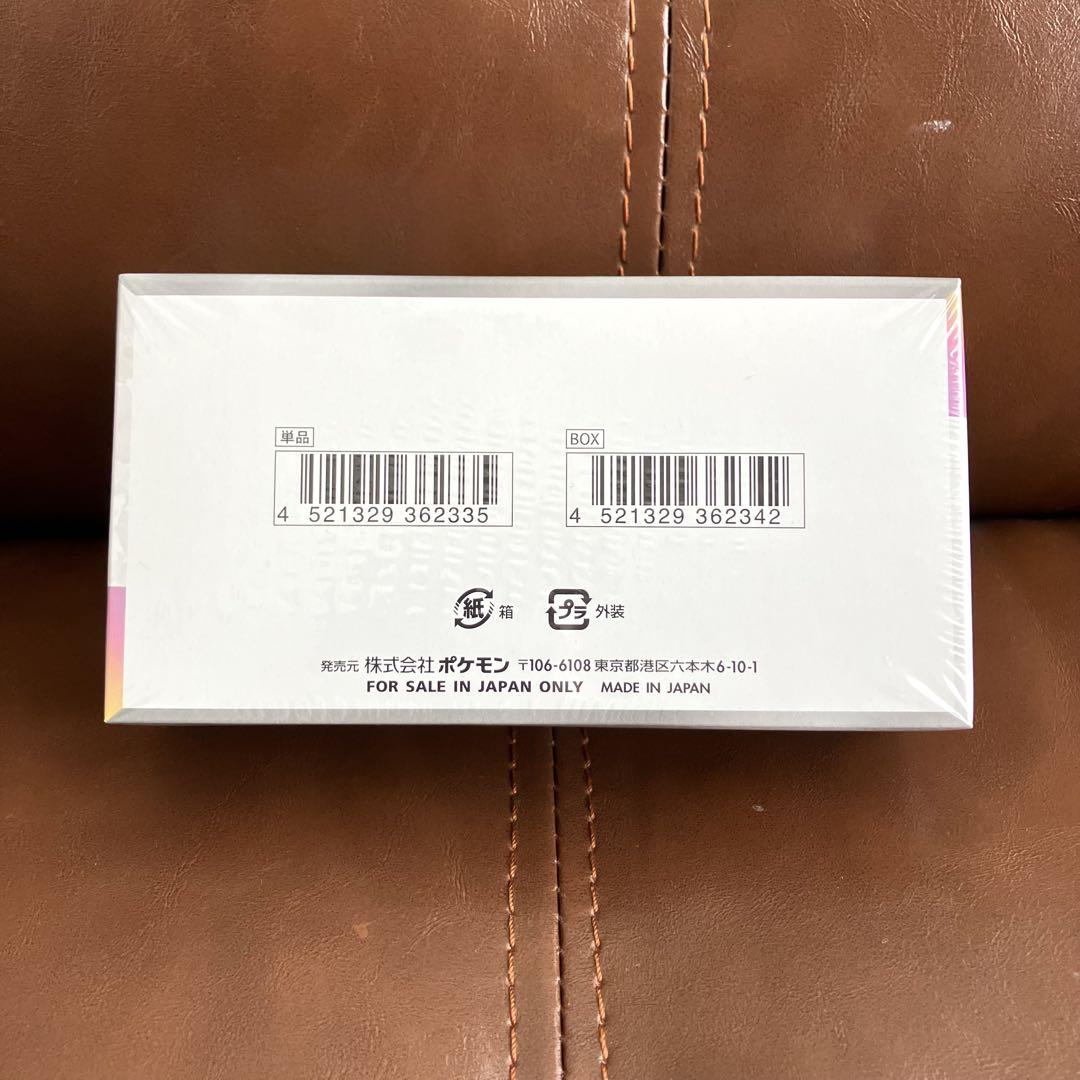 単品
BOX
4 521329 362335
4 521329 362342
紙 箱
プラ 外装
発売元 株式会社 ポケモン 〒106-6108 東京都港区六本木6-10-1
FOR SALE IN JAPAN ONLY MADE IN JAPAN